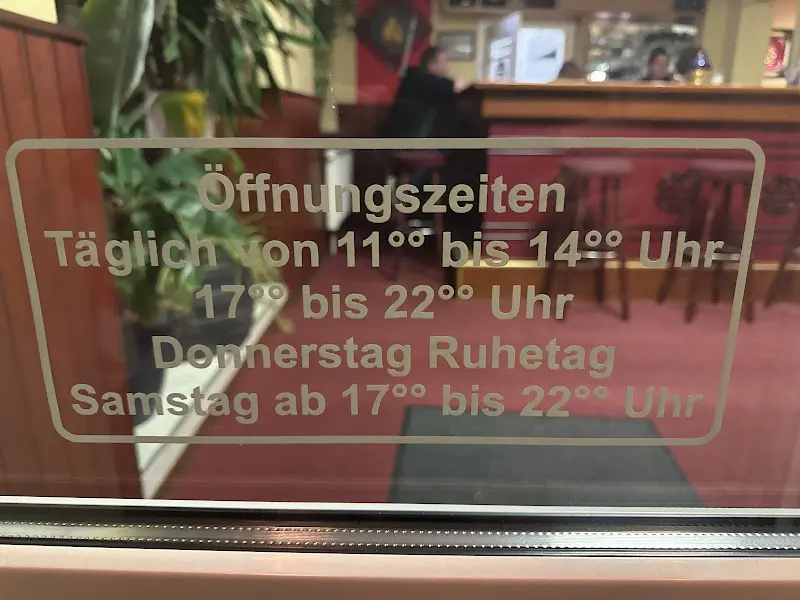 Öffnungszeiten
Täglich von 11°° bis 14°° Uhr
17°° bis 22°° Uhr
Donnerstag Ruhetag
Samstag ab 17°° bis 22°° Uhr